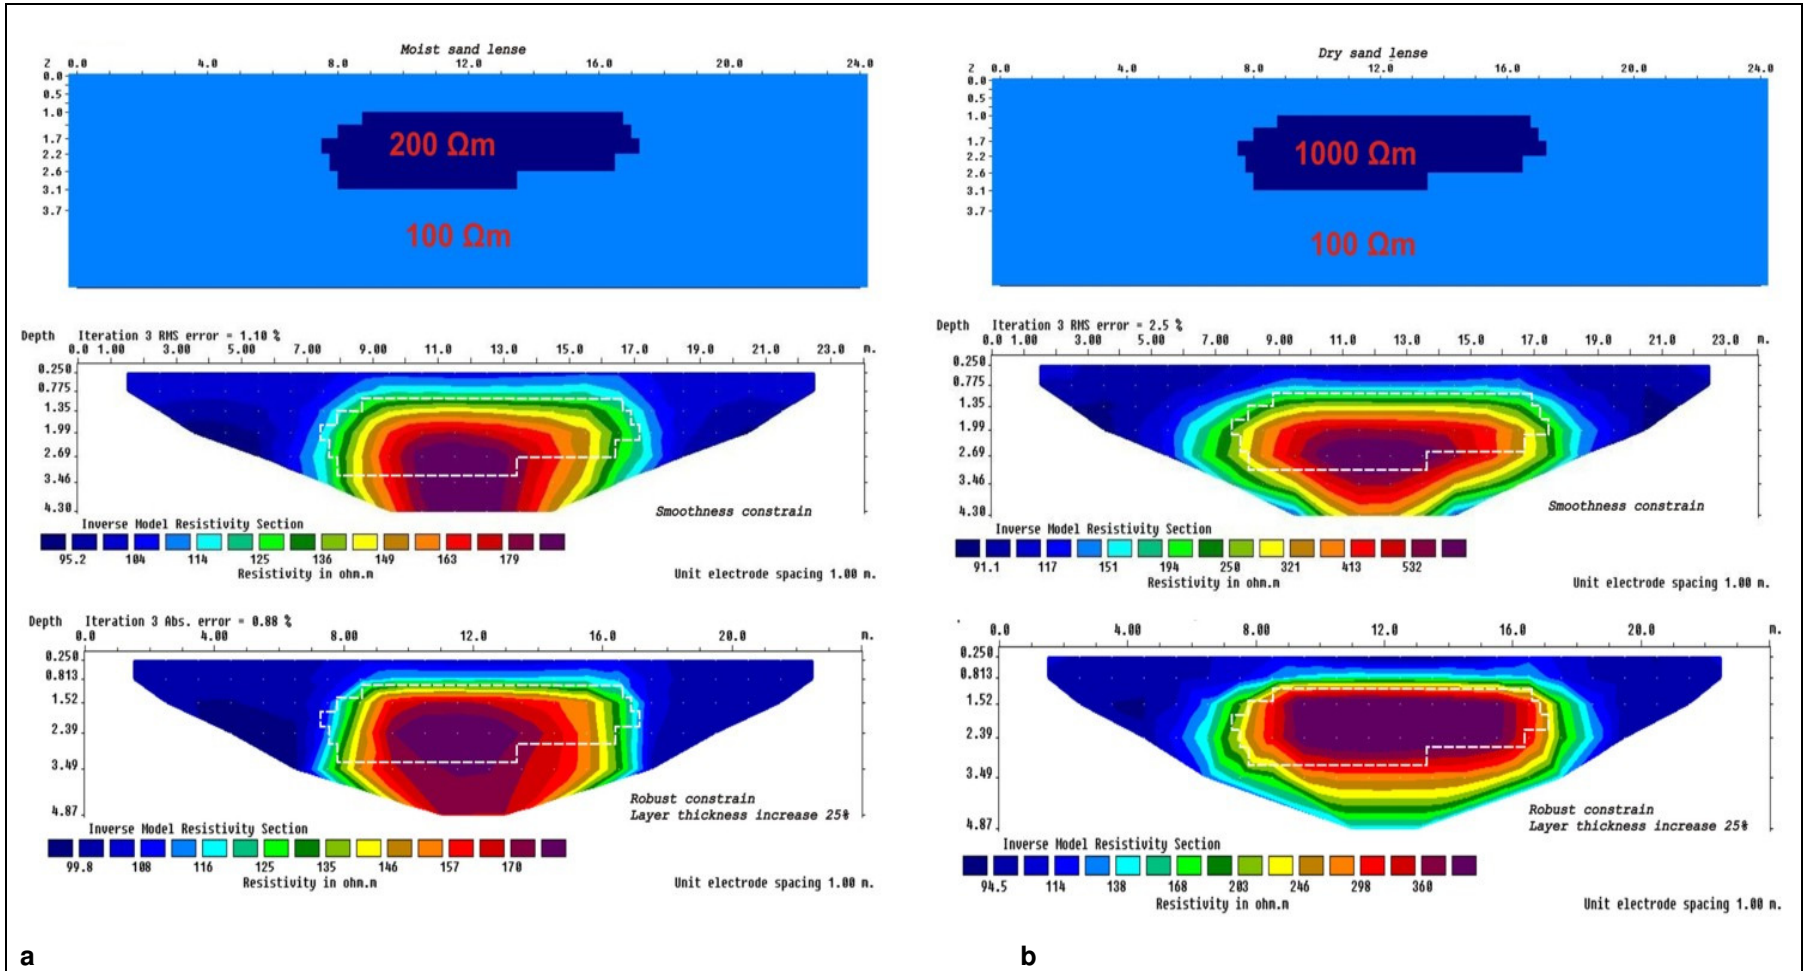 Moist sand lense
Z 0.0 4.0 8.0 12.0 16.0 20.0 24.0
0.0
0.5
1.0
1.7
2.2
2.6
3.1
3.7
200 Ωm
100 Ωm
Depth Iteration 3 RMS error = 1.10 %
0.0 1.00 3.00 5.00 7.00 9.00 11.0 13.0 15.0 17.0 19.0 21.0 23.0 m.
0.250
0.775
1.35
1.99
2.69
3.46
4.30
Smoothness constrain
Inverse Model Resistivity Section
95.2 104 114 125 136 149 163 179
Resistivity in ohm.m
Unit electrode spacing 1.00 m.
Depth Iteration 3 Abs. error = 0.88 %
0.0 4.00 8.00 12.0 16.0 20.0 m.
0.250
0.813
1.52
2.39
3.49
4.87
Robust constrain
Layer thickness increase 25%
Inverse Model Resistivity Section
99.8 108 116 125 135 146 157 170
Resistivity in ohm.m
Unit electrode spacing 1.00 m.
a
Dry sand lense
Z 0.0 4.0 8.0 12.0 16.0 20.0 24.0
0.0
0.5
1.0
1.7
2.2
2.6
3.1
3.7
1000 Ωm
100 Ωm
Depth Iteration 3 RMS error = 2.5 %
0.0 1.00 3.00 5.00 7.00 9.00 11.0 13.0 15.0 17.0 19.0 21.0 23.0 m.
0.250
0.775
1.35
1.99
2.69
3.46
4.30
Smoothness constrain
Inverse Model Resistivity Section
91.1 117 151 194 250 321 413 532
Resistivity in ohm.m
Unit electrode spacing 1.00 m.
0.0 4.00 8.00 12.0 16.0 20.0 m.
0.250
0.813
1.52
2.39
3.49
4.87
Robust constrain
Layer thickness increase 25%
Inverse Model Resistivity Section
94.5 114 138 168 203 246 298 360
Resistivity in ohm.m
Unit electrode spacing 1.00 m.
b